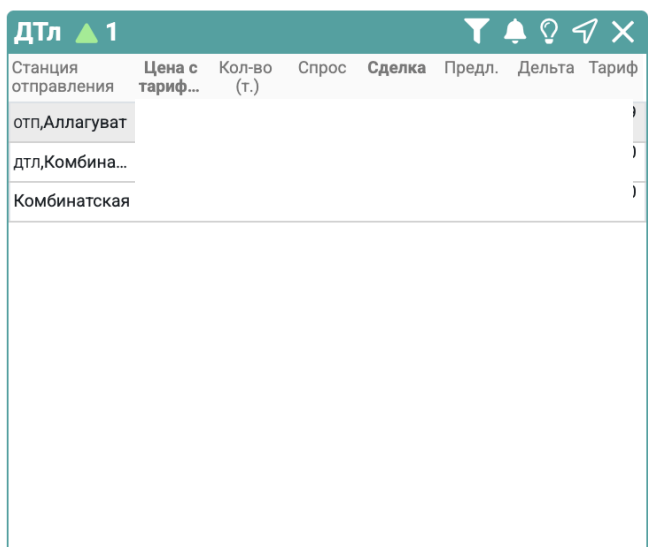 ДТл 1
Станция отправления Цена с тариф... Кол-во (т.) Спрос Сделка Предл. Дельта Тариф
отп,Аллагуват
дтл,Комбина...
Комбинатская